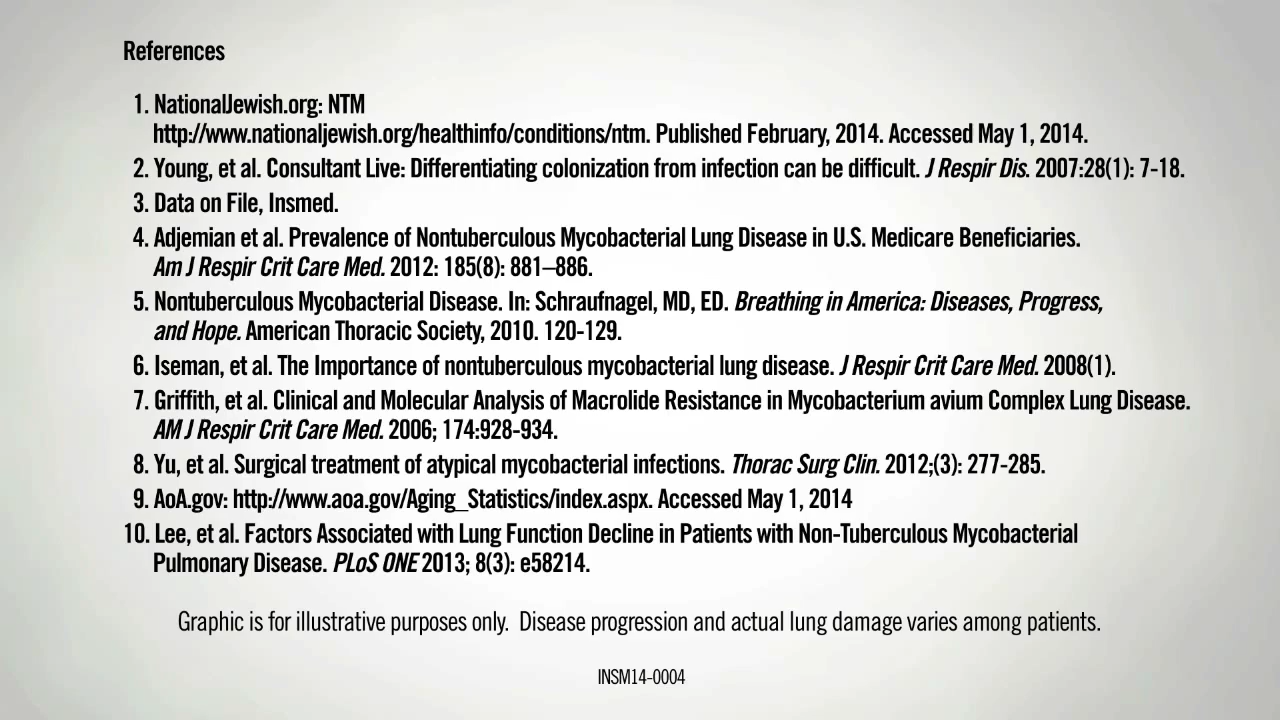 References
1. NationalJewish.org: NTM
http://www.nationaljewish.org/healthinfo/conditions/ntm. Published February, 2014. Accessed May 1, 2014.
2. Young, et al. Consultant Live: Differentiating colonization from infection can be difficult. J Respir Dis. 2007:28(1): 7-18.
3. Data on File, Insmed.
4. Adjemian et al. Prevalence of Nontuberculous Mycobacterial Lung Disease in U.S. Medicare Beneficiaries.
Am J Respir Crit Care Med. 2012: 185(8): 881–886.
5. Nontuberculous Mycobacterial Disease. In: Schraufnagel, MD, ED. Breathing in America: Diseases, Progress,
and Hope. American Thoracic Society, 2010. 120-129.
6. Iseman, et al. The Importance of nontuberculous mycobacterial lung disease. J Respir Crit Care Med. 2008(1).
7. Griffith, et al. Clinical and Molecular Analysis of Macrolide Resistance in Mycobacterium avium Complex Lung Disease.
AM J Respir Crit Care Med. 2006; 174:928-934.
8. Yu, et al. Surgical treatment of atypical mycobacterial infections. Thorac Surg Clin. 2012;(3): 277-285.
9. AoA.gov: http://www.aoa.gov/Aging_Statistics/index.aspx. Accessed May 1, 2014
10. Lee, et al. Factors Associated with Lung Function Decline in Patients with Non-Tuberculous Mycobacterial
Pulmonary Disease. PLoS ONE 2013; 8(3): e58214.
Graphic is for illustrative purposes only. Disease progression and actual lung damage varies among patients.
INSM14-0004